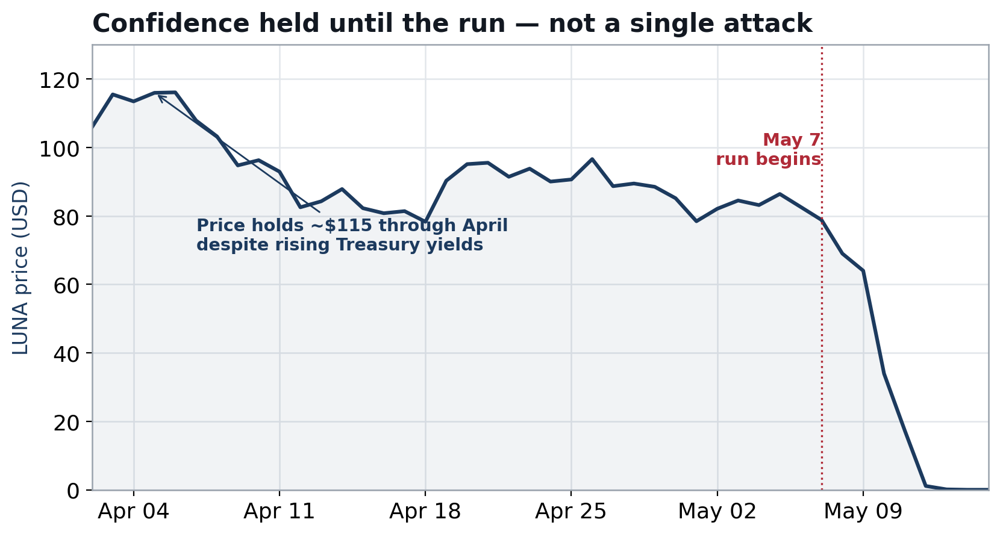 Confidence held until the run — not a single attack
LUNA price (USD)
120
100
80
60
40
20
0
May 7
run begins
Price holds ~$115 through April
despite rising Treasury yields
Apr 04
Apr 11
Apr 18
Apr 25
May 02
May 09